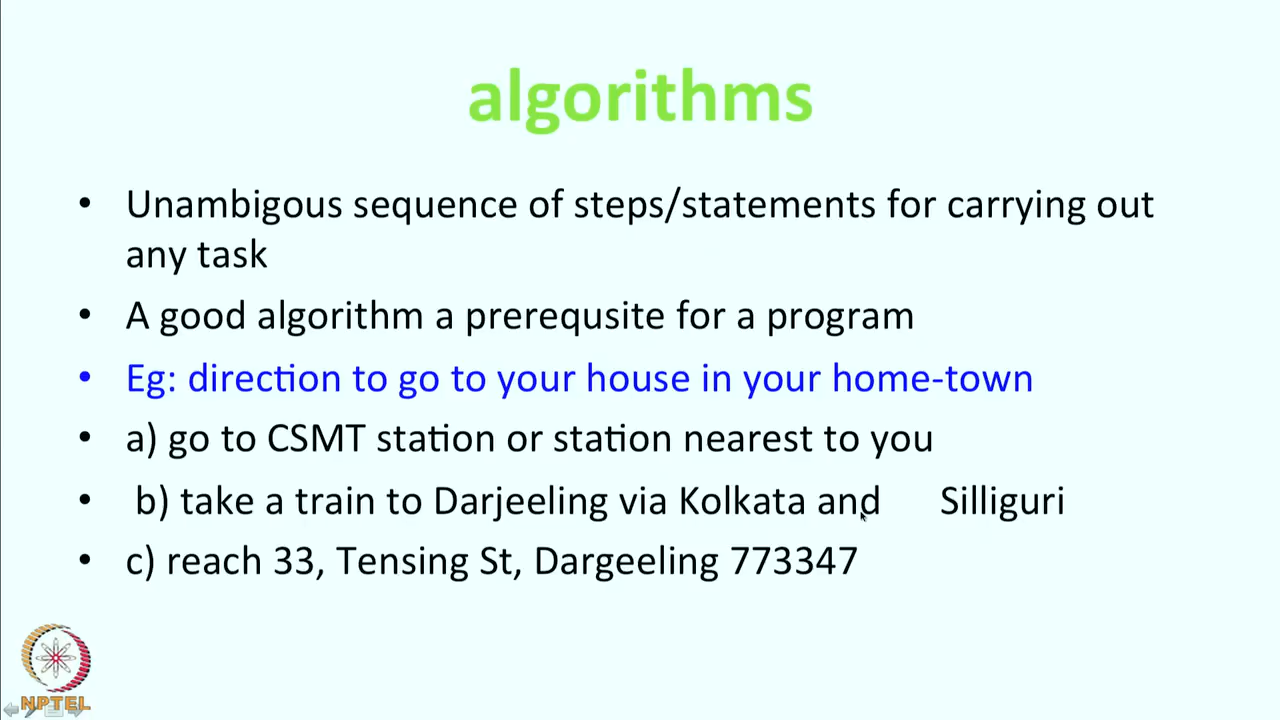 algorithms
• Unambigous sequence of steps/statements for carrying out
any task
• A good algorithm a prerequsite for a program
• Eg: direction to go to your house in your home-town
• a) go to CSMT station or station nearest to you
• b) take a train to Darjeeling via Kolkata and Silliguri
• c) reach 33, Tensing St, Dargeeling 773347
NPTEL